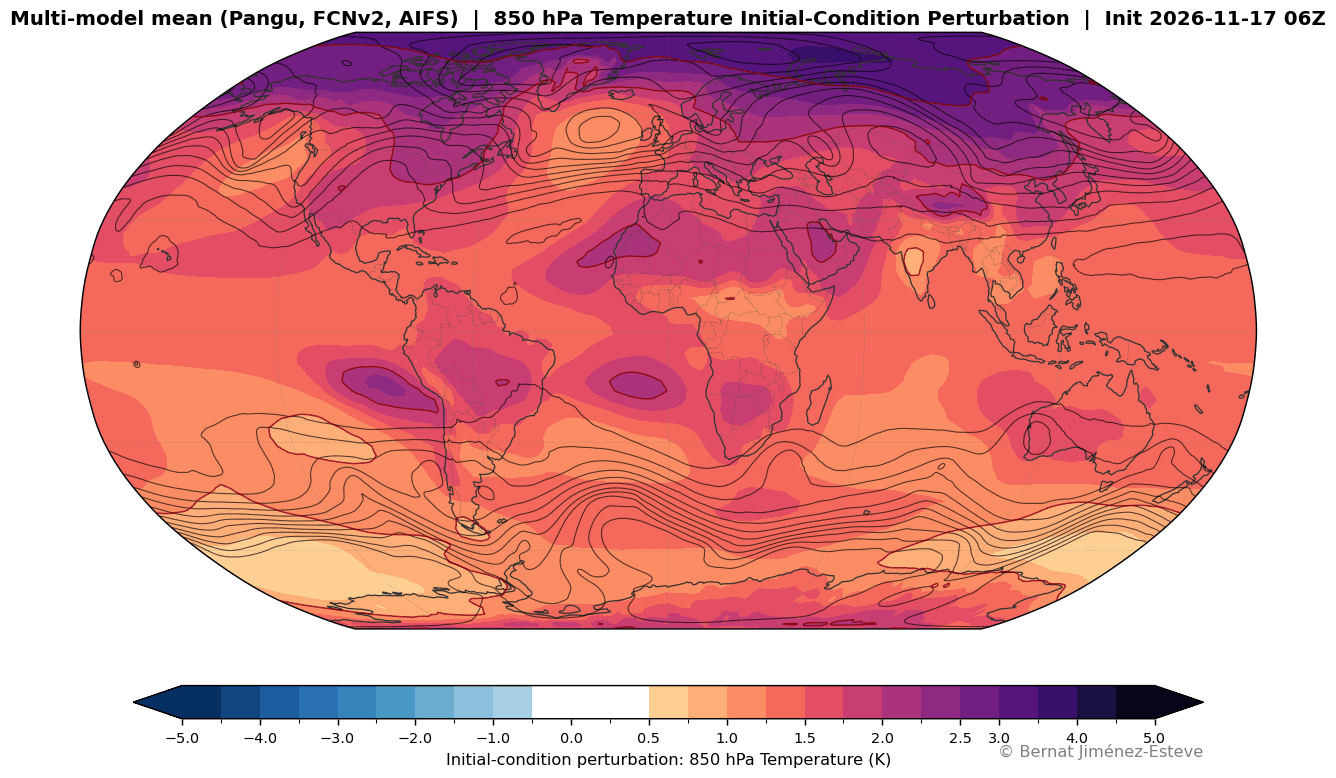 Multi-model mean (Pangu, FCNv2, AIFS) | 850 hPa Temperature Initial-Condition Perturbation | Init 2026-11-17 06Z
−5.0 −4.0 −3.0 −2.0 −1.0 0.0 0.5 1.0 1.5 2.0 2.5 3.0 4.0 5.0
Initial-condition perturbation: 850 hPa Temperature (K)
© Bernat Jiménez-Esteve